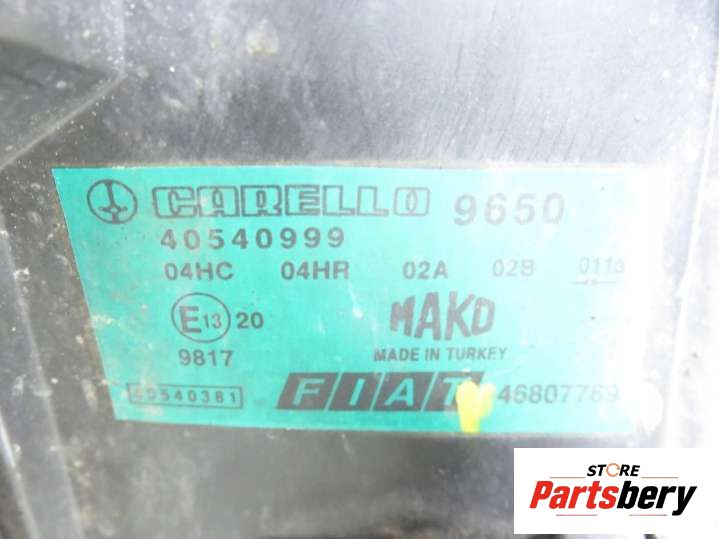 CARELLO 9650
40540999
04HC 04HR 02A 02B 011a
E13 20 MAKO
9817 MADE IN TURKEY
40540381 FIAT 46807769
STORE
Partsbery